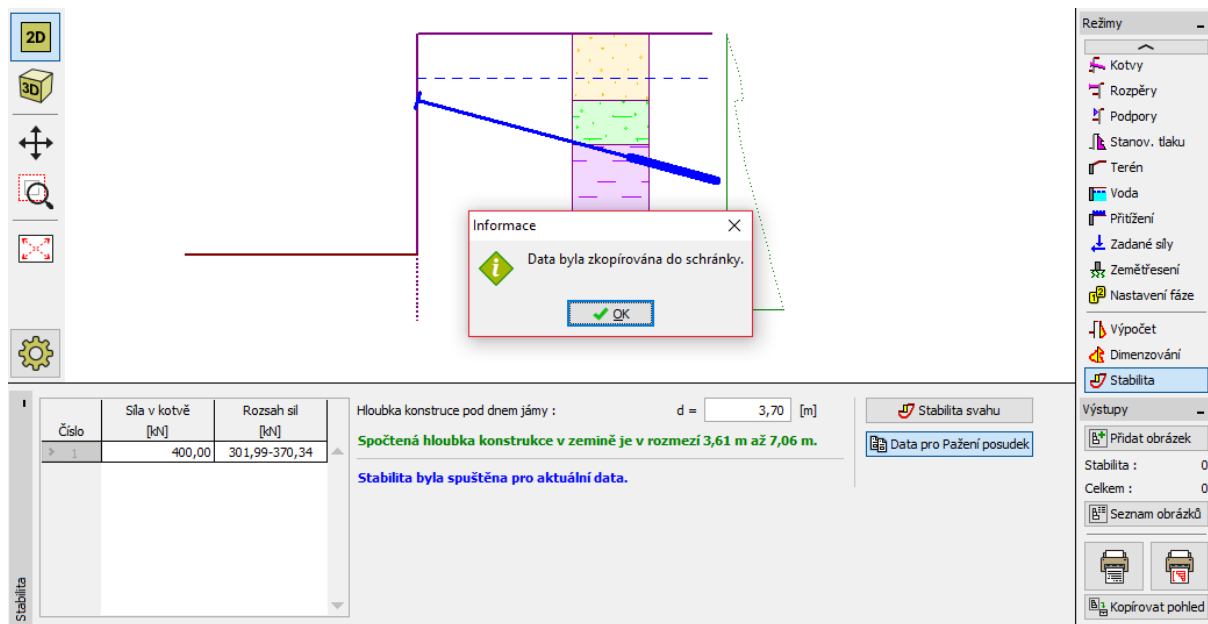 2D
3D
Informace
Data byla zkopírována do schránky.
OK
Režimy
Kotvy
Rozpěry
Podpory
Stanov. tlaku
Terén
Voda
Přitížení
Zadané síly
Zemětřesení
Nastavení fáze
Výpočet
Dimenzování
Stabilita
Výstupy
Přidat obrázek
Stabilita : 0
Celkem : 0
Seznam obrázků
Kopírovat pohled
Stabilita
Číslo Síla v kotvě [kN] Rozsah sil [kN]
1 400,00 301,99-370,34
Hloubka konstruce pod dnem jámy : d = 3,70 [m]
Spočtená hloubka konstrukce v zemině je v rozmezí 3,61 m až 7,06 m.
Stabilita byla spuštěna pro aktuální data.
Stabilita svahu
Data pro Pažení posudek